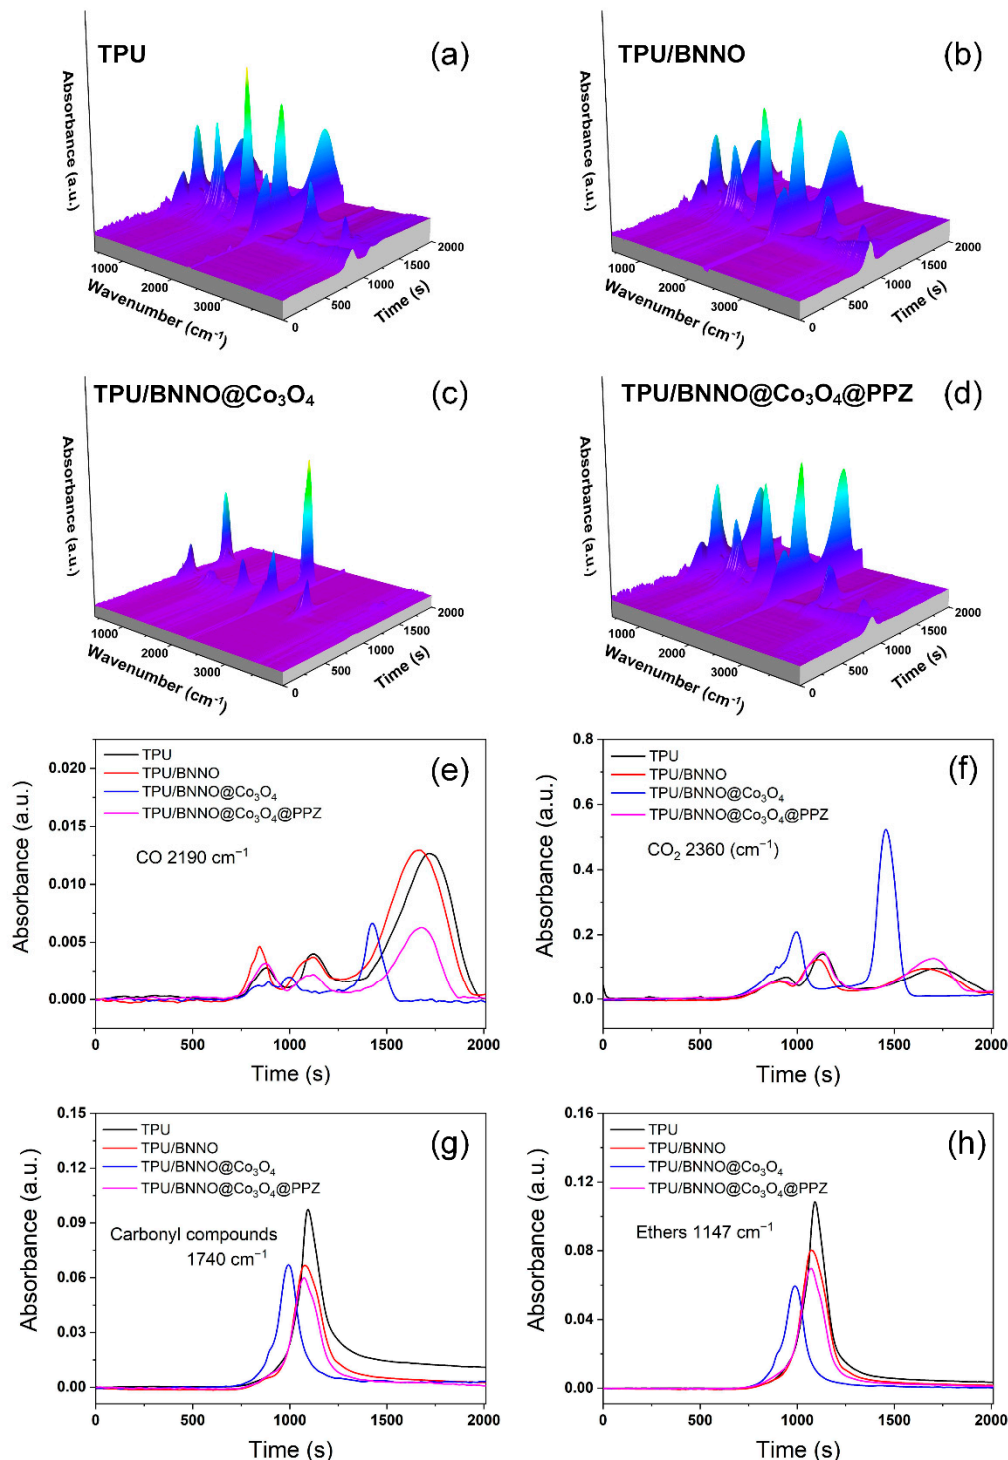 TPU
(a)
Absorbance (a.u.)
1000
2000
3000
Wavenumber (cm⁻¹)
0
500
1000
1500
2000
Time (s)
TPU/BNNO
(b)
Absorbance (a.u.)
1000
2000
3000
Wavenumber (cm⁻¹)
0
500
1000
1500
2000
Time (s)
TPU/BNNO@Co₃O₄
(c)
Absorbance (a.u.)
1000
2000
3000
Wavenumber (cm⁻¹)
0
500
1000
1500
2000
Time (s)
TPU/BNNO@Co₃O₄@PPZ
(d)
Absorbance (a.u.)
1000
2000
3000
Wavenumber (cm⁻¹)
0
500
1000
1500
2000
Time (s)
(e)
TPU
TPU/BNNO
TPU/BNNO@Co₃O₄
TPU/BNNO@Co₃O₄@PPZ
CO 2190 cm⁻¹
Absorbance (a.u.)
0.020
0.015
0.010
0.005
0.000
0 500 1000 1500 2000
Time (s)
(f)
TPU
TPU/BNNO
TPU/BNNO@Co₃O₄
TPU/BNNO@Co₃O₄@PPZ
CO₂ 2360 (cm⁻¹)
Absorbance (a.u.)
0.8
0.6
0.4
0.2
0.0
0 500 1000 1500 2000
Time (s)
(g)
TPU
TPU/BNNO
TPU/BNNO@Co₃O₄
TPU/BNNO@Co₃O₄@PPZ
Carbonyl compounds
1740 cm⁻¹
Absorbance (a.u.)
0.15
0.12
0.09
0.06
0.03
0.00
0 500 1000 1500 2000
Time (s)
(h)
TPU
TPU/BNNO
TPU/BNNO@Co₃O₄
TPU/BNNO@Co₃O₄@PPZ
Ethers 1147 cm⁻¹
Absorbance (a.u.)
0.16
0.12
0.08
0.04
0.00
0 500 1000 1500 2000
Time (s)